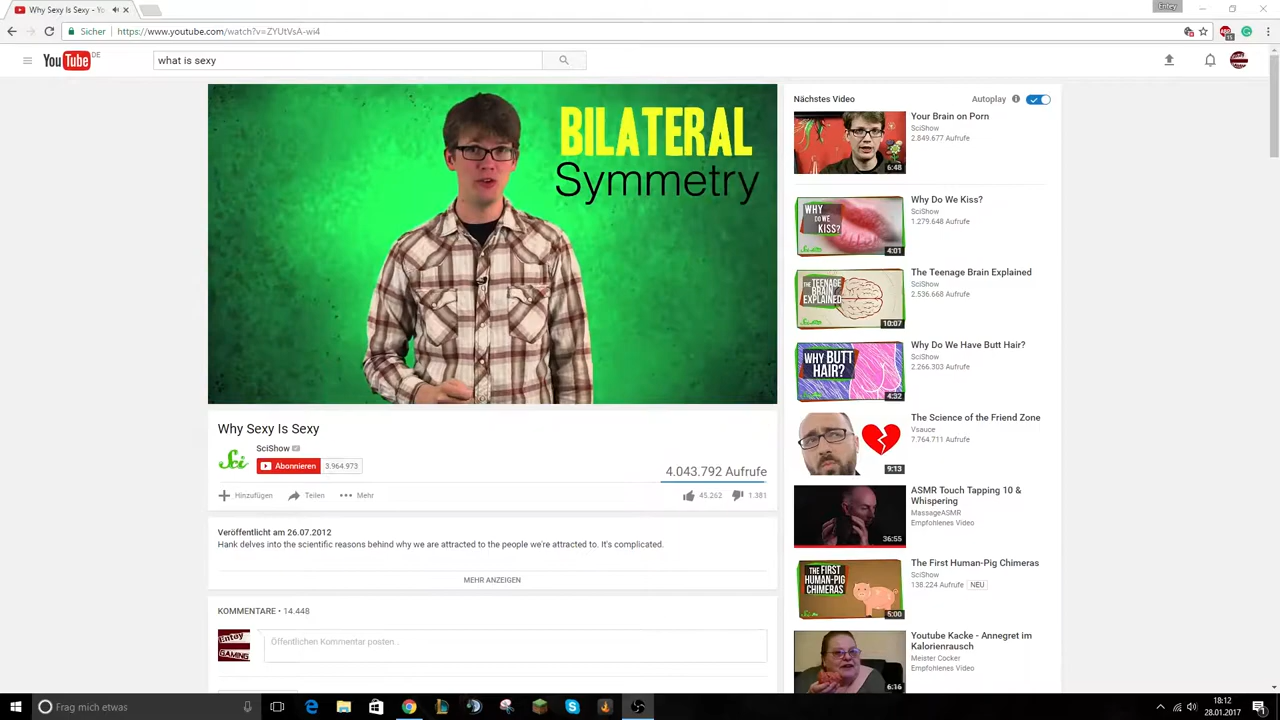 Why Sexy Is Sexy - Yo
Entey
Sicher
https://www.youtube.com/watch?v=ZYUtVsA-wi4
YouTube DE
what is sexy
BILATERAL
Symmetry
Nächstes Video
Autoplay
Your Brain on Porn
SciShow
2.849.677 Aufrufe
6:48
WHY DO WE KISS?
4:01
Why Do We Kiss?
SciShow
1.279.648 Aufrufe
THE TEENAGE BRAIN EXPLAINED
10:07
The Teenage Brain Explained
SciShow
2.536.668 Aufrufe
WHY BUTT HAIR?
4:32
Why Do We Have Butt Hair?
SciShow
2.266.303 Aufrufe
9:13
The Science of the Friend Zone
Vsauce
7.764.711 Aufrufe
36:55
ASMR Touch Tapping 10 &
Whispering
MassageASMR
Empfohlenes Video
THE FIRST HUMAN-PIG CHIMERAS
5:00
The First Human-Pig Chimeras
SciShow
138.224 Aufrufe NEU
6:16
Youtube Kacke - Annegret im
Kalorienrausch
Meister Cocker
Empfohlenes Video
Why Sexy Is Sexy
Sci
SciShow
Abonnieren 3.964.973
4.043.792 Aufrufe
Hinzufügen Teilen Mehr
45.262 1.381
Veröffentlicht am 26.07.2012
Hank delves into the scientific reasons behind why we are attracted to the people we're attracted to. It's complicated.
MEHR ANZEIGEN
KOMMENTARE • 14.448
Entey
GAMING
Öffentlichen Kommentar posten...
Frag mich etwas
18:12
28.01.2017